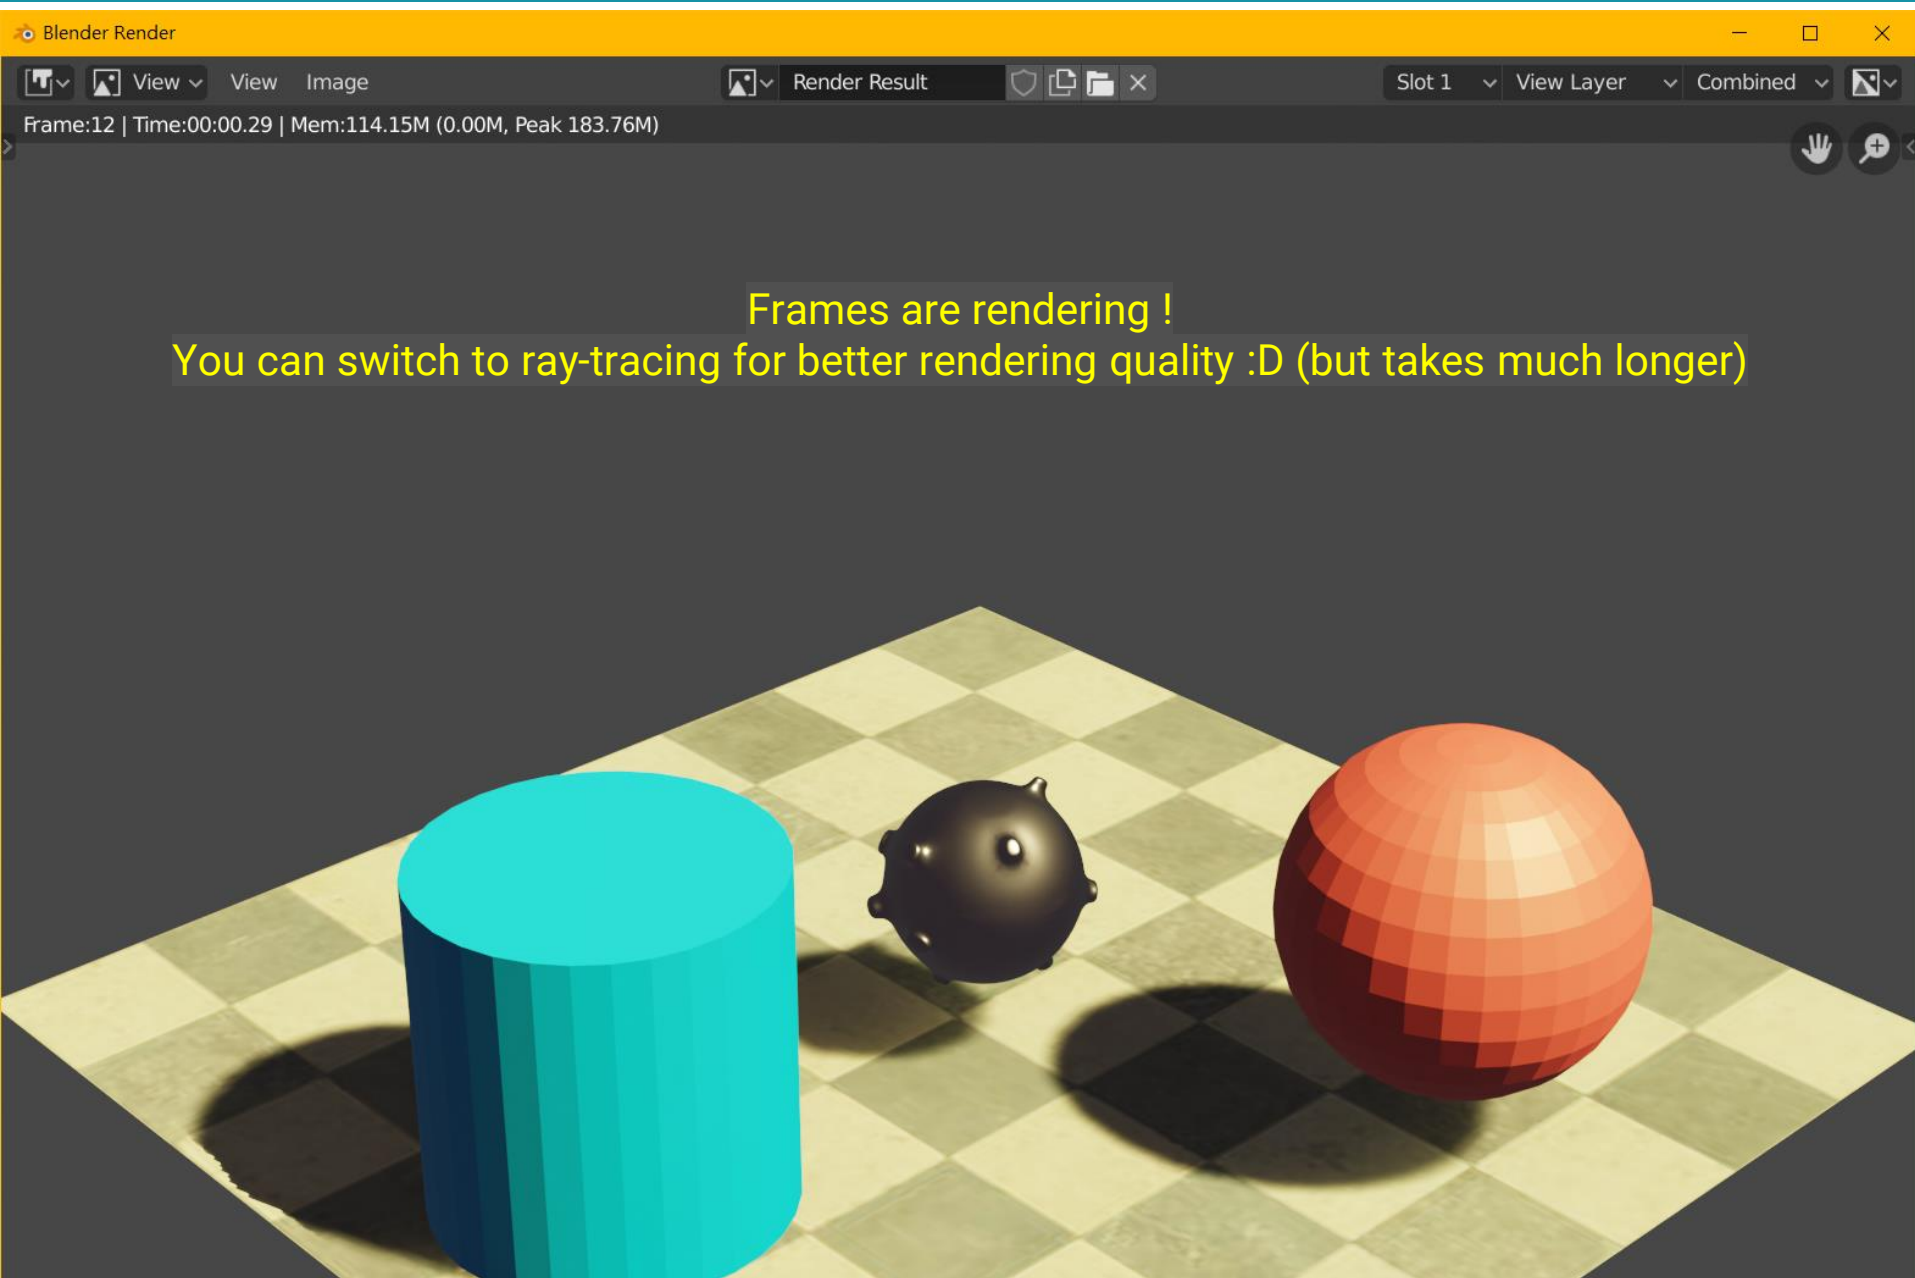 Blender Render
View View Image Render Result Slot 1 View Layer Combined
Frame:12 | Time:00:00.29 | Mem:114.15M (0.00M, Peak 183.76M)
Frames are rendering !
You can switch to ray-tracing for better rendering quality :D (but takes much longer)